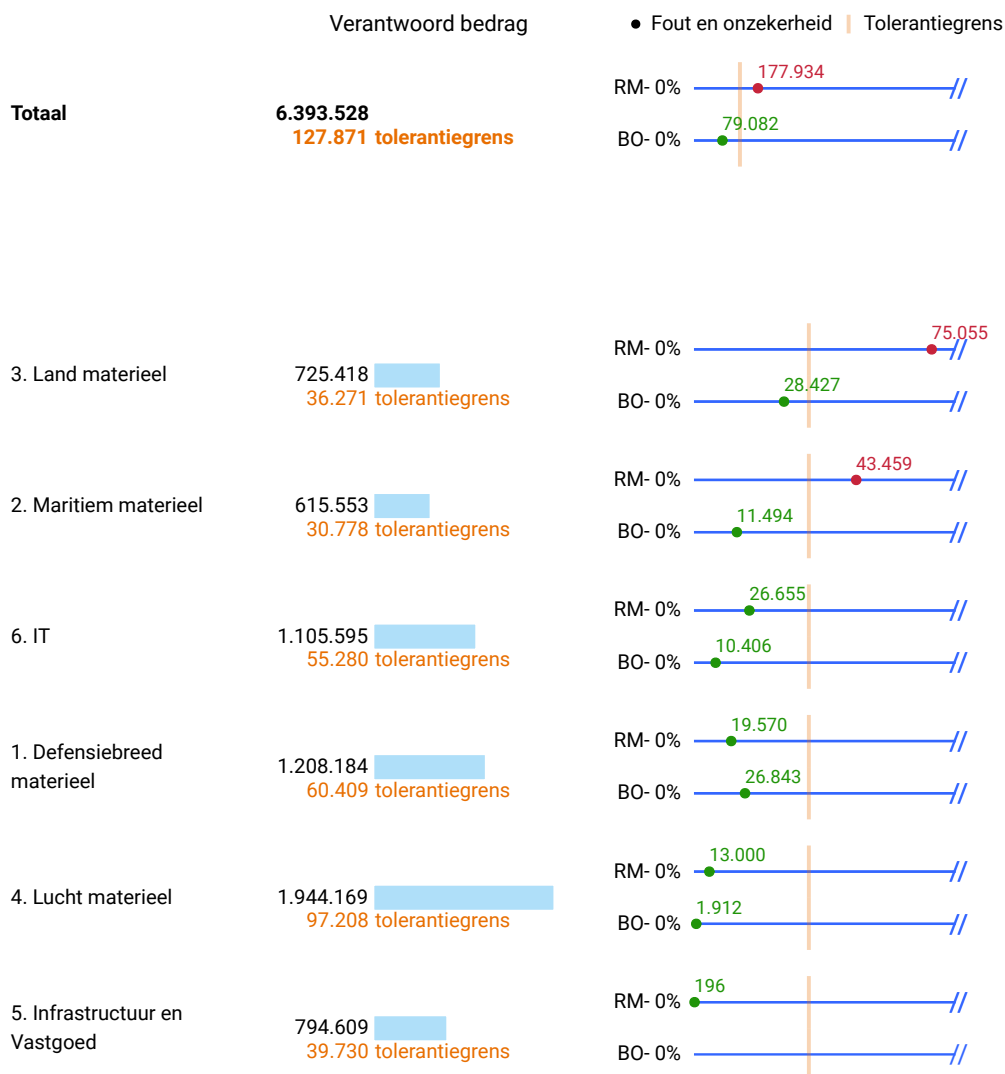 Verantwoord bedrag
Fout en onzekerheid
Tolerantiegrens
Totaal
6.393.528
127.871 tolerantiegrens
RM- 0%
177.934
BO- 0%
79.082
3. Land materieel
725.418
36.271 tolerantiegrens
RM- 0%
75.055
BO- 0%
28.427
2. Maritiem materieel
615.553
30.778 tolerantiegrens
RM- 0%
43.459
BO- 0%
11.494
6. IT
1.105.595
55.280 tolerantiegrens
RM- 0%
26.655
BO- 0%
10.406
1. Defensiebreed
materieel
1.208.184
60.409 tolerantiegrens
RM- 0%
19.570
BO- 0%
26.843
4. Lucht materieel
1.944.169
97.208 tolerantiegrens
RM- 0%
13.000
BO- 0%
1.912
5. Infrastructuur en
Vastgoed
794.609
39.730 tolerantiegrens
RM- 0%
196
BO- 0%